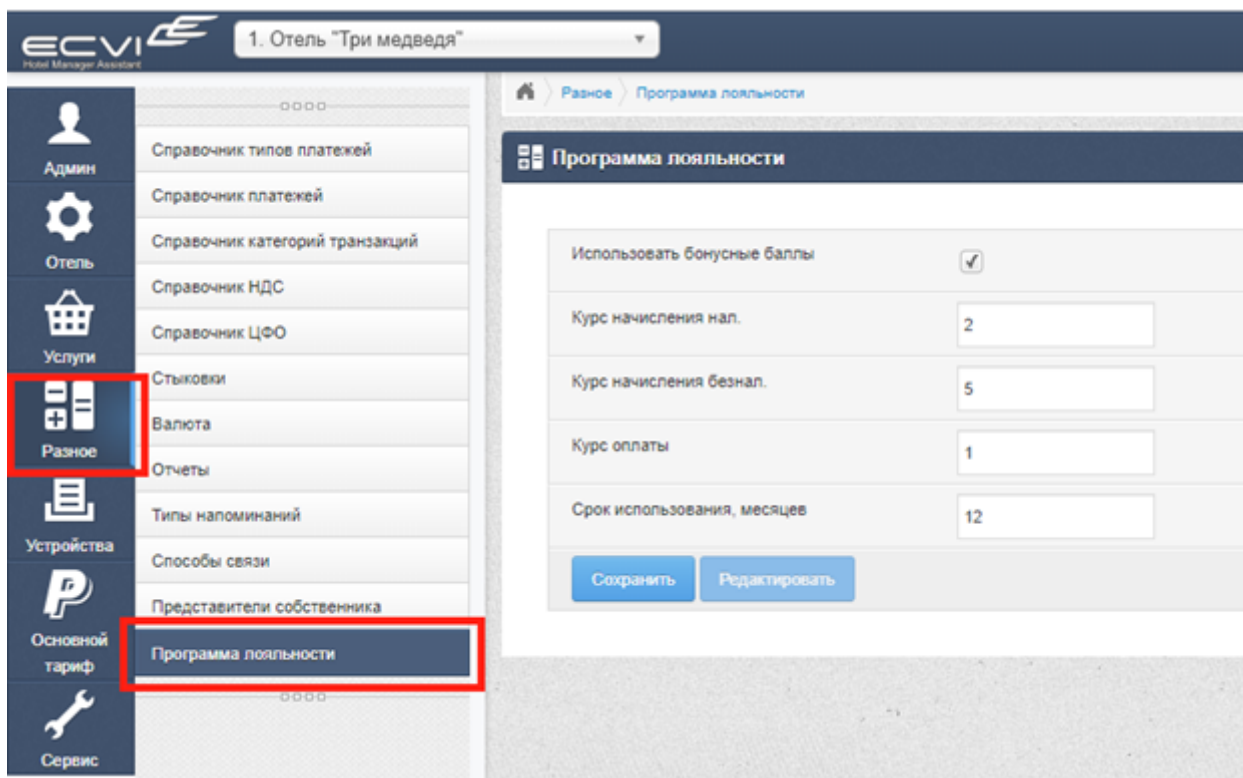 ECVI
Hotel Manager Assistant
1. Отель "Три медведя"
Админ
Отель
Услуги
Разное
Устройства
Основной
тариф
Сервис
Справочник типов платежей
Справочник платежей
Справочник категорий транзакций
Справочник НДС
Справочник ЦФО
Стыковки
Валюта
Отчеты
Типы напоминаний
Способы связи
Представители собственника
Программа лояльности
Разное
Программа лояльности
Программа лояльности
Использовать бонусные баллы
Курс начисления нал.
2
Курс начисления безнал.
5
Курс оплаты
1
Срок использования, месяцев
12
Сохранить
Редактировать